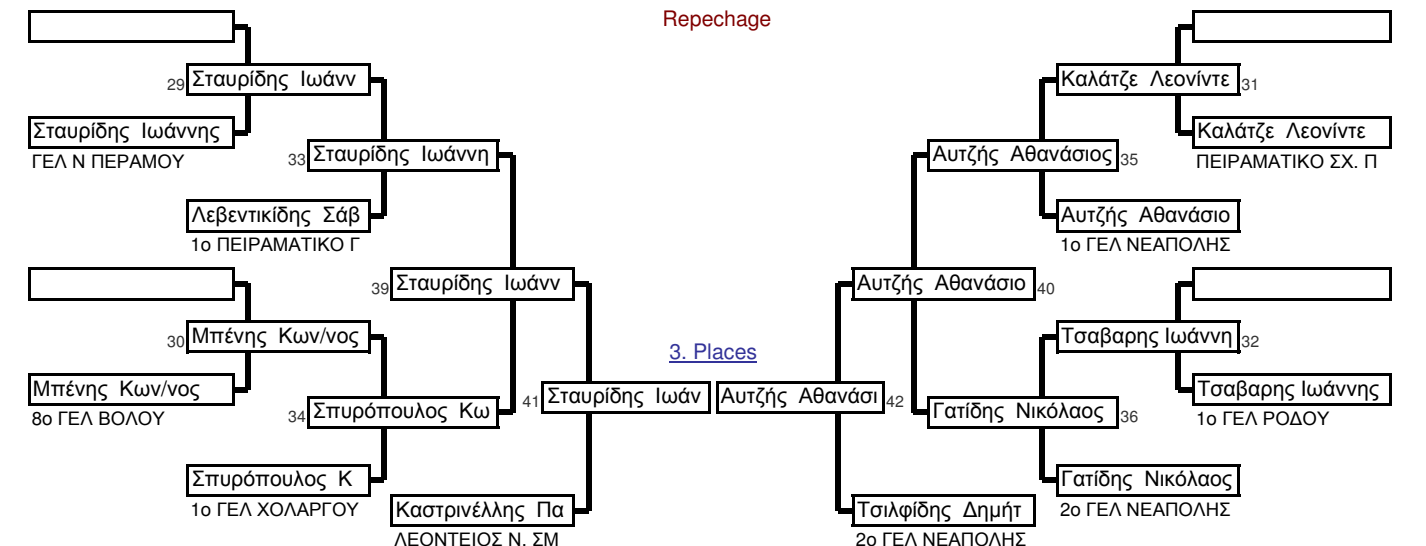 Repechage
29 Σταυρίδης Ιωάνν
Καλάτζε Λεονίντε 31
Σταυρίδης Ιωάννης
Καλάτζε Λεονίντε
ΓΕΛ Ν ΠΕΡΑΜΟΥ
ΠΕΙΡΑΜΑΤΙΚΟ ΣΧ. Π
33 Σταυρίδης Ιωάννη
Αυτζής Αθανάσιος 35
Λεβεντικίδης Σάβ
Αυτζής Αθανάσιο
1ο ΠΕΙΡΑΜΑΤΙΚΟ Γ
1ο ΓΕΛ ΝΕΑΠΟΛΗΣ
39 Σταυρίδης Ιωάνν
Αυτζής Αθανάσιο 40
30 Μπένης Κων/νος
Τσαβαρης Ιωάννη 32
3. Places
Μπένης Κων/νος
Τσαβαρης Ιωάννης
8ο ΓΕΛ ΒΟΛΟΥ
1ο ΓΕΛ ΡΟΔΟΥ
41 Σταυρίδης Ιωάν
Αυτζής Αθανάσι 42
34 Σπυρόπουλος Κω
Γατίδης Νικόλαος 36
Σπυρόπουλος Κ
Γατίδης Νικόλαος
1ο ΓΕΛ ΧΟΛΑΡΓΟΥ
2ο ΓΕΛ ΝΕΑΠΟΛΗΣ
Καστρινέλλης Πα
Τσιλφίδης Δημήτ
ΛΕΟΝΤΕΙΟΣ Ν. ΣΜ
2ο ΓΕΛ ΝΕΑΠΟΛΗΣ